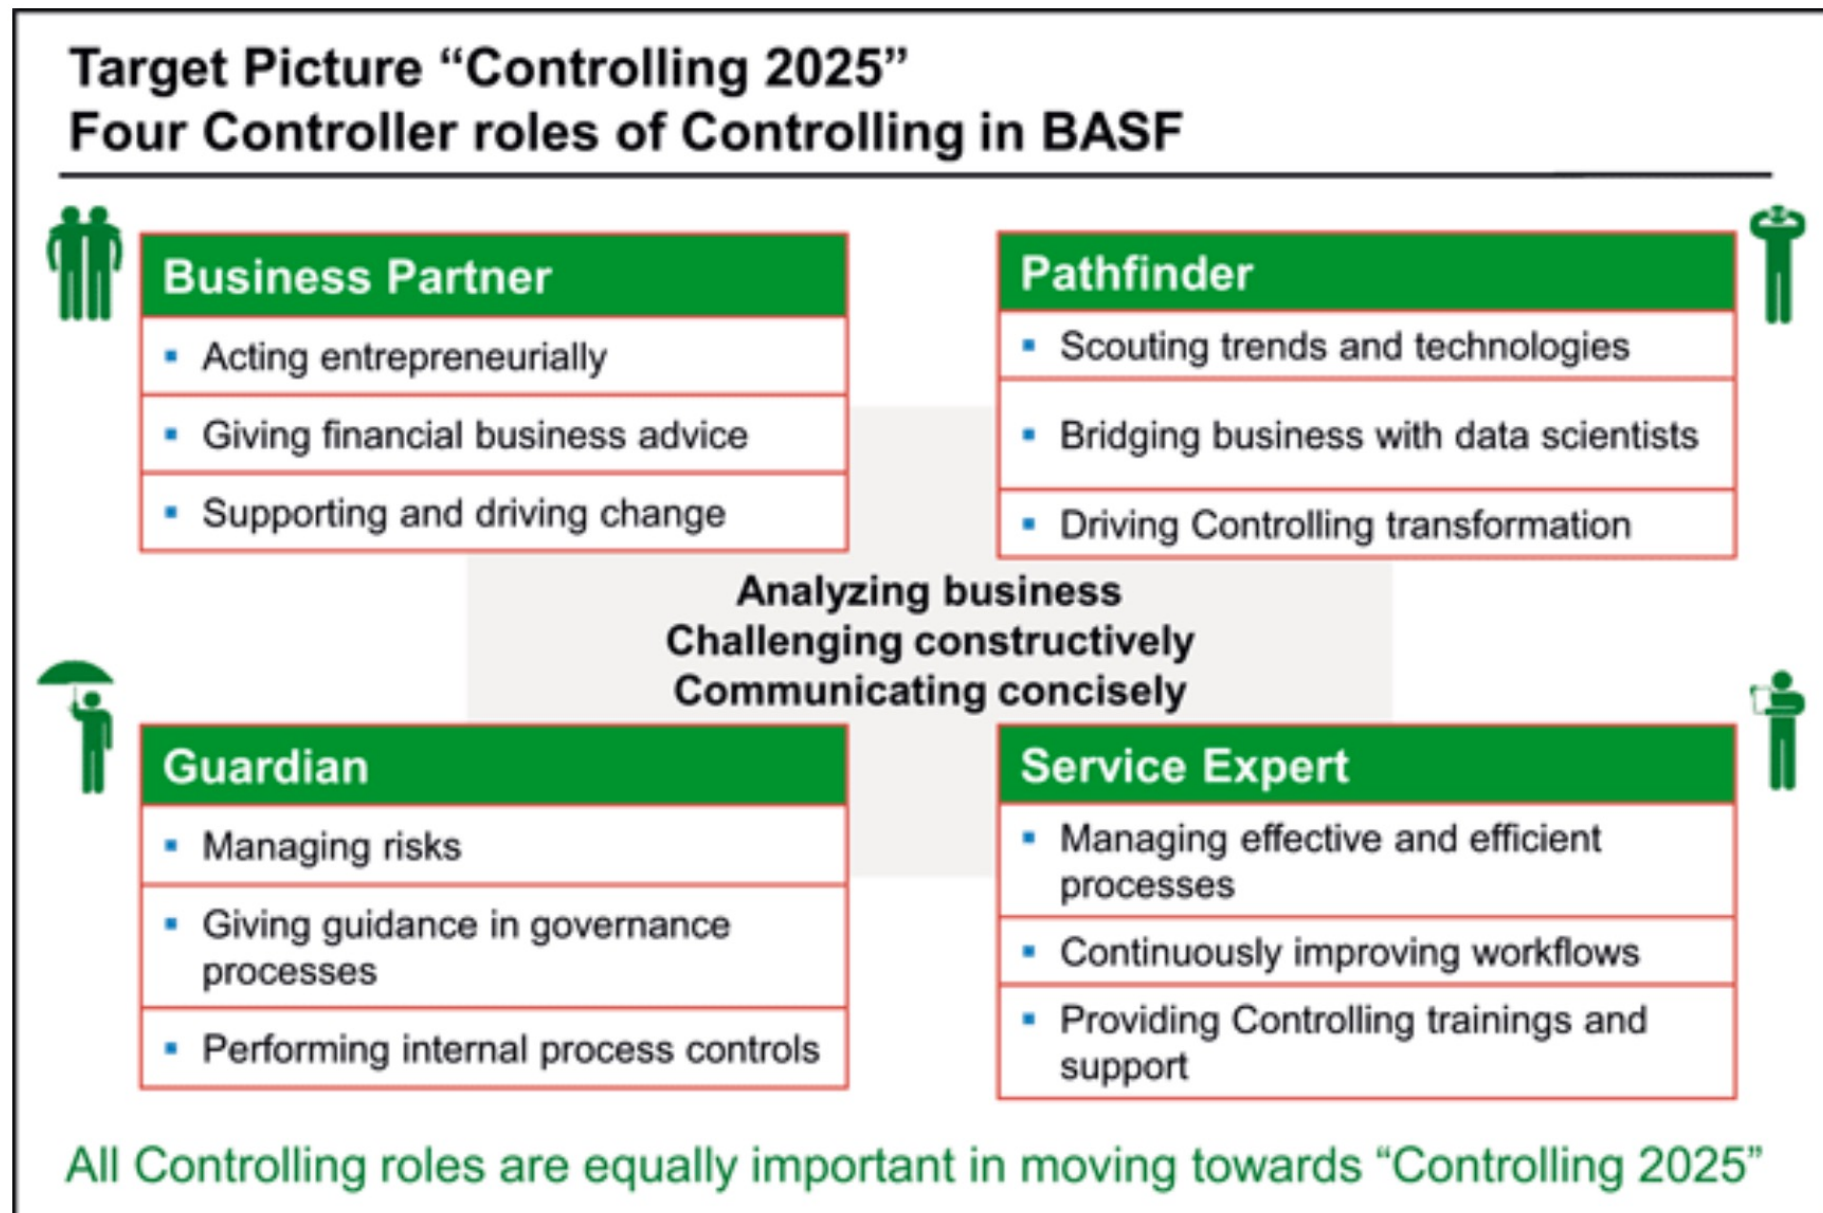 Target Picture “Controlling 2025”
Four Controller roles of Controlling in BASF
Business Partner
▪ Acting entrepreneurially
▪ Giving financial business advice
▪ Supporting and driving change
Pathfinder
▪ Scouting trends and technologies
▪ Bridging business with data scientists
▪ Driving Controlling transformation
Analyzing business
Challenging constructively
Communicating concisely
Guardian
▪ Managing risks
▪ Giving guidance in governance
processes
▪ Performing internal process controls
Service Expert
▪ Managing effective and efficient
processes
▪ Continuously improving workflows
▪ Providing Controlling trainings and
support
All Controlling roles are equally important in moving towards “Controlling 2025”